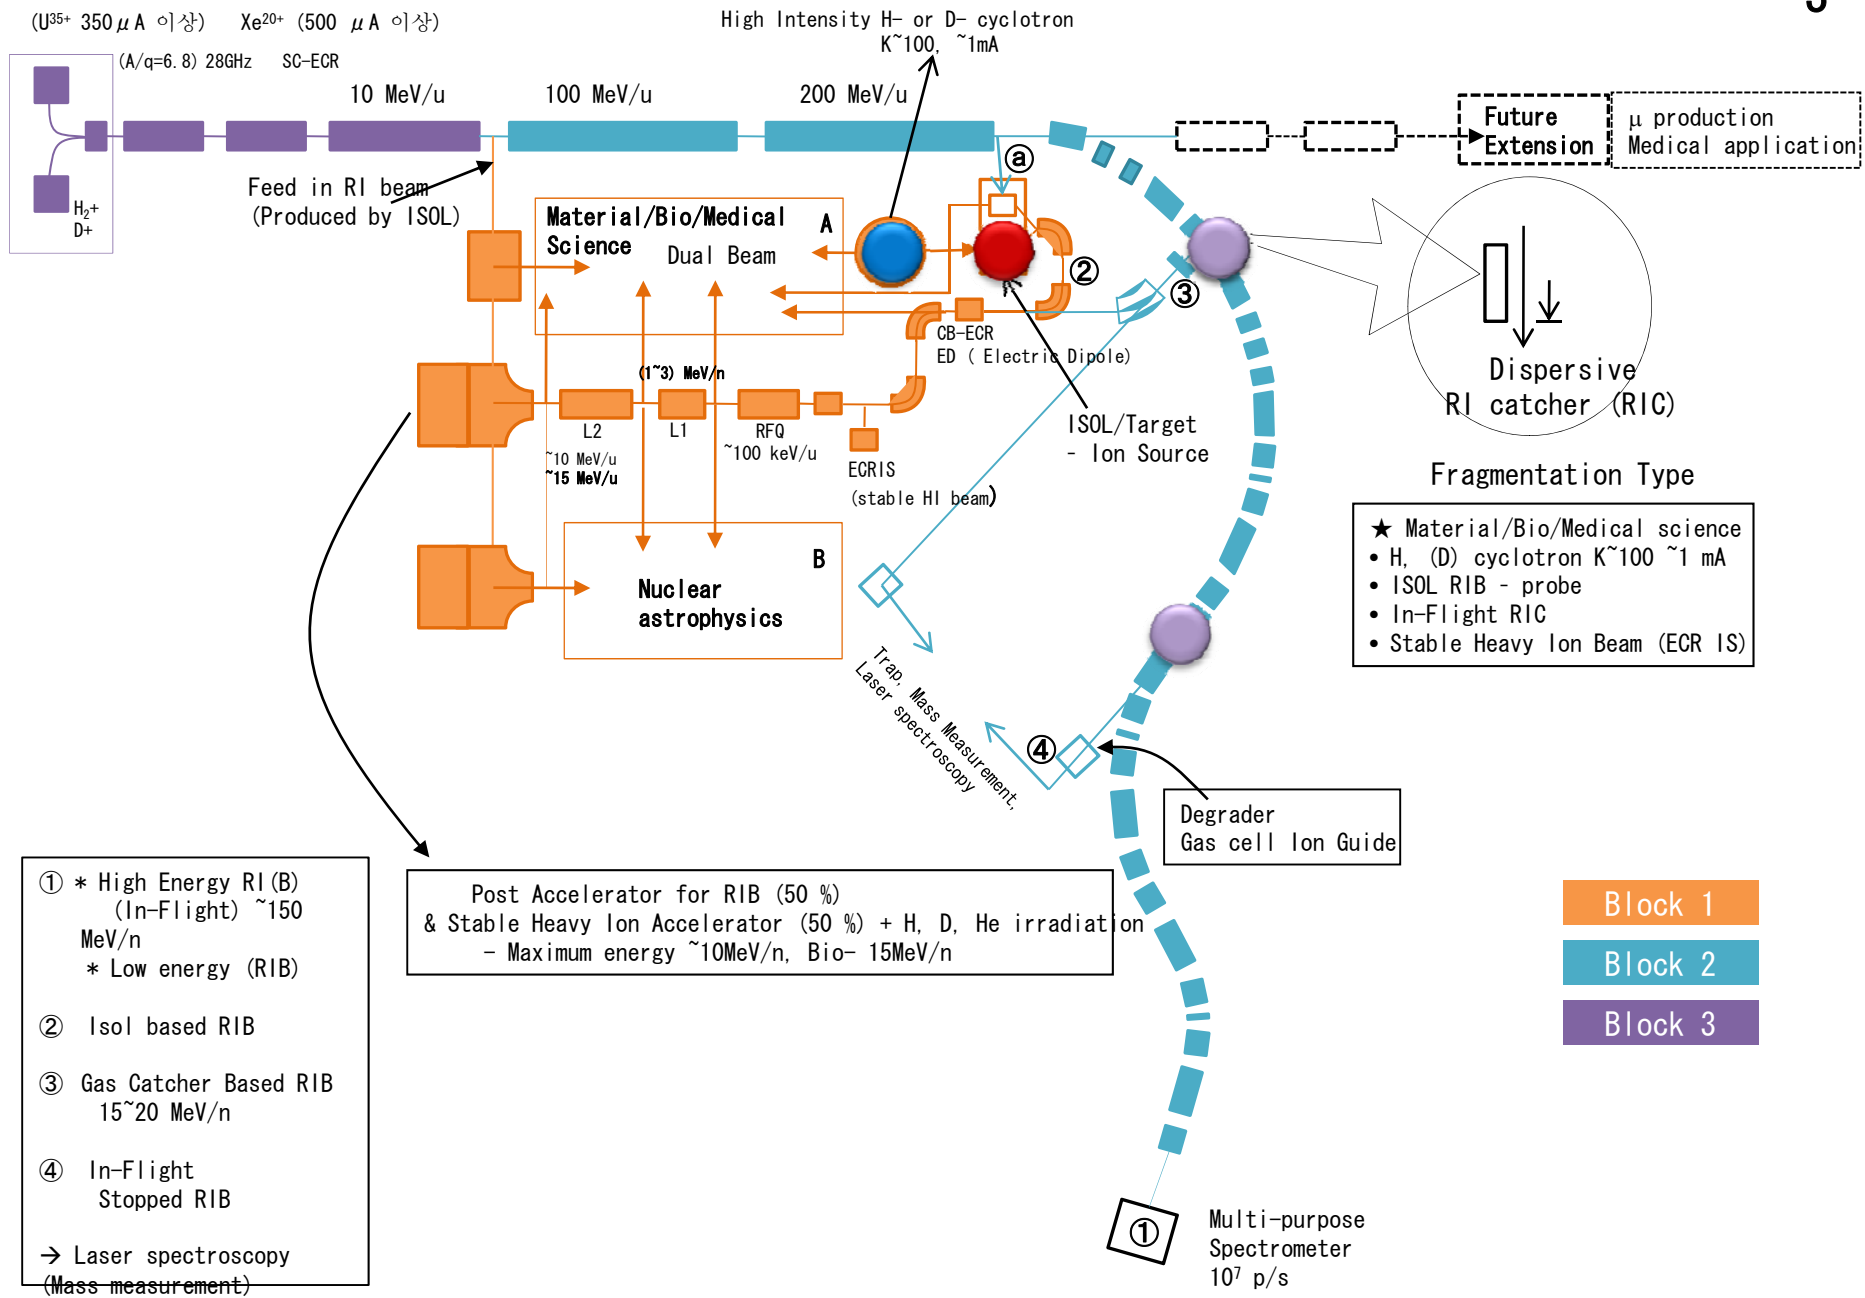 (U³⁵⁺ 350μA 이상) Xe²⁰⁺ (500 μA 이상)
(A/q=6.8) 28GHz SC-ECR
High Intensity H- or D- cyclotron
K~100, ~1mA
10 MeV/u
100 MeV/u
200 MeV/u
Future
Extension
μ production
Medical application
H₂+
D+
Feed in RI beam
(Produced by ISOL)
Material/Bio/Medical
Science
A
Dual Beam
ⓐ
②
③
CB-ECR
ED ( Electric Dipole)
Dispersive
RI catcher (RIC)
(1~3) MeV/n
L2
L1
RFQ
~100 keV/u
~10 MeV/u
~15 MeV/u
ECRIS
(stable HI beam)
ISOL/Target
- Ion Source
Fragmentation Type
★ Material/Bio/Medical science
• H, (D) cyclotron K~100 ~1 mA
• ISOL RIB - probe
• In-Flight RIC
• Stable Heavy Ion Beam (ECR IS)
B
Nuclear
astrophysics
Trap, Mass Measurement,
Laser spectroscopy
④
Degrader
Gas cell Ion Guide
① * High Energy RI(B)
(In-Flight) ~150
MeV/n
* Low energy (RIB)
② Isol based RIB
③ Gas Catcher Based RIB
15~20 MeV/n
④ In-Flight
Stopped RIB
→ Laser spectroscopy
(Mass measurement)
Post Accelerator for RIB (50 %)
& Stable Heavy Ion Accelerator (50 %) + H, D, He irradiation
- Maximum energy ~10MeV/n, Bio- 15MeV/n
Block 1
Block 2
Block 3
①
Multi-purpose
Spectrometer
10⁷ p/s